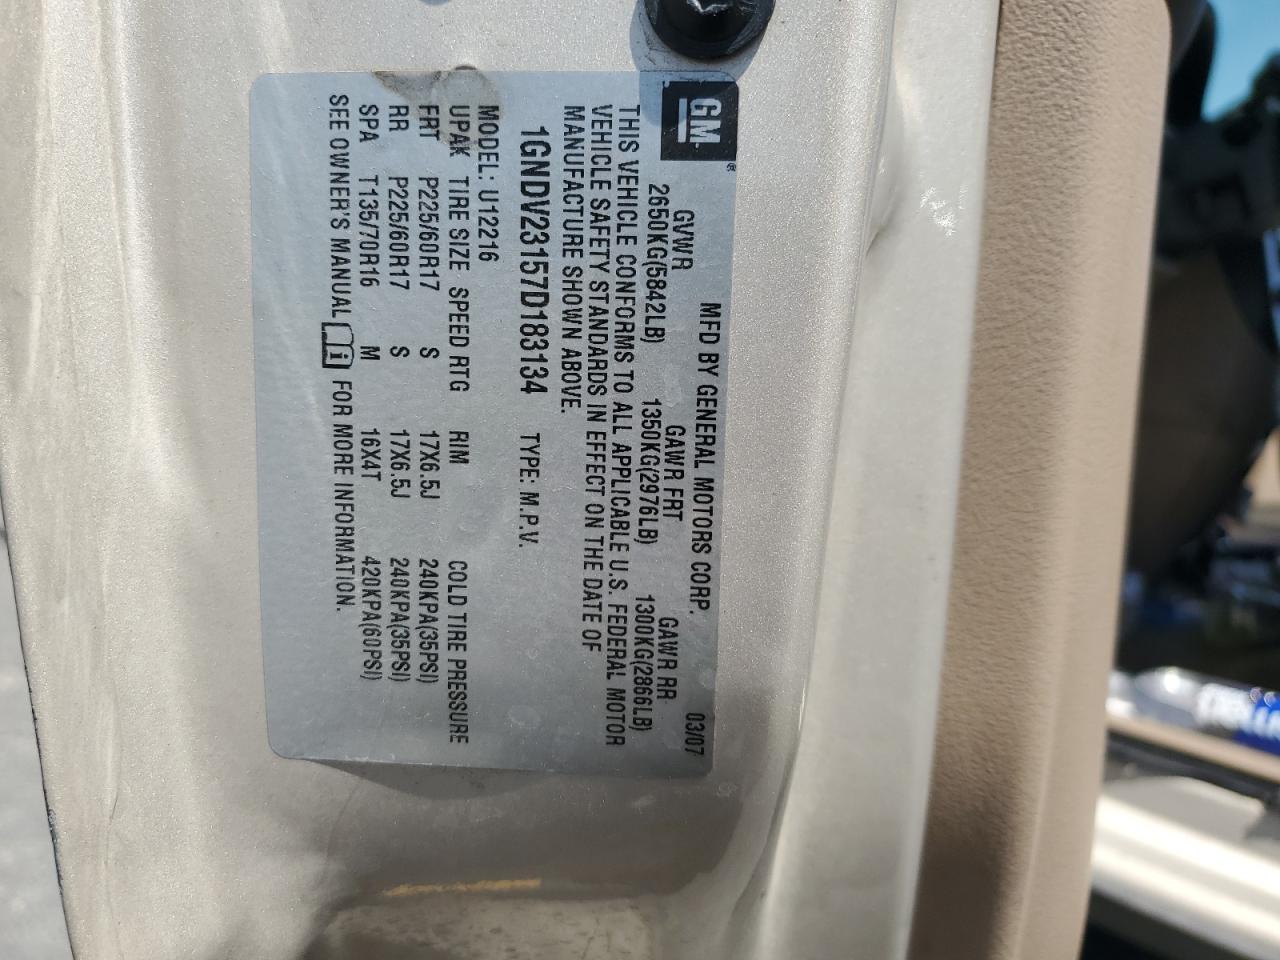 GM ®
MFD BY GENERAL MOTORS CORP. 03/07
GVWR GAWR FRT GAWR RR
2650KG(5842LB) 1350KG(2976LB) 1300KG(2866LB)
THIS VEHICLE CONFORMS TO ALL APPLICABLE U.S. FEDERAL MOTOR
VEHICLE SAFETY STANDARDS IN EFFECT ON THE DATE OF
MANUFACTURE SHOWN ABOVE.
1GNDV23157D183134 TYPE: M.P.V.
MODEL: U12216
UPAK TIRE SIZE SPEED RTG RIM COLD TIRE PRESSURE
FRT P225/60R17 S 17X6.5J 240KPA(35PSI)
RR P225/60R17 S 17X6.5J 240KPA(35PSI)
SPA T135/70R16 M 16X4T 420KPA(60PSI)
SEE OWNER'S MANUAL i FOR MORE INFORMATION.